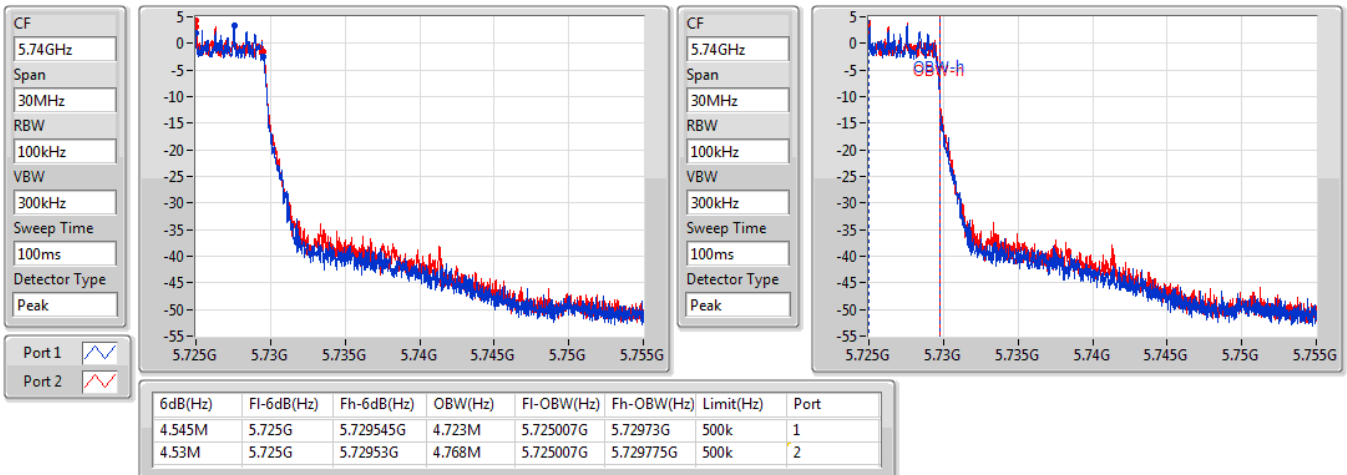 CF
5.74GHz
Span
30MHz
RBW
100kHz
VBW
300kHz
Sweep Time
100ms
Detector Type
Peak
Port 1
Port 2
5
0
-5
-10
-15
-20
-25
-30
-35
-40
-45
-50
-55
5.725G 5.73G 5.735G 5.74G 5.745G 5.75G 5.755G
CF
5.74GHz
Span
30MHz
RBW
100kHz
VBW
300kHz
Sweep Time
100ms
Detector Type
Peak
5
0
-5
-10
-15
-20
-25
-30
-35
-40
-45
-50
-55
OBW-h
OBW-h
5.725G 5.73G 5.735G 5.74G 5.745G 5.75G 5.755G
6dB(Hz) Fl-6dB(Hz) Fh-6dB(Hz) OBW(Hz) Fl-OBW(Hz) Fh-OBW(Hz) Limit(Hz) Port
4.545M 5.725G 5.729545G 4.723M 5.725007G 5.72973G 500k 1
4.53M 5.725G 5.72953G 4.768M 5.725007G 5.729775G 500k 2